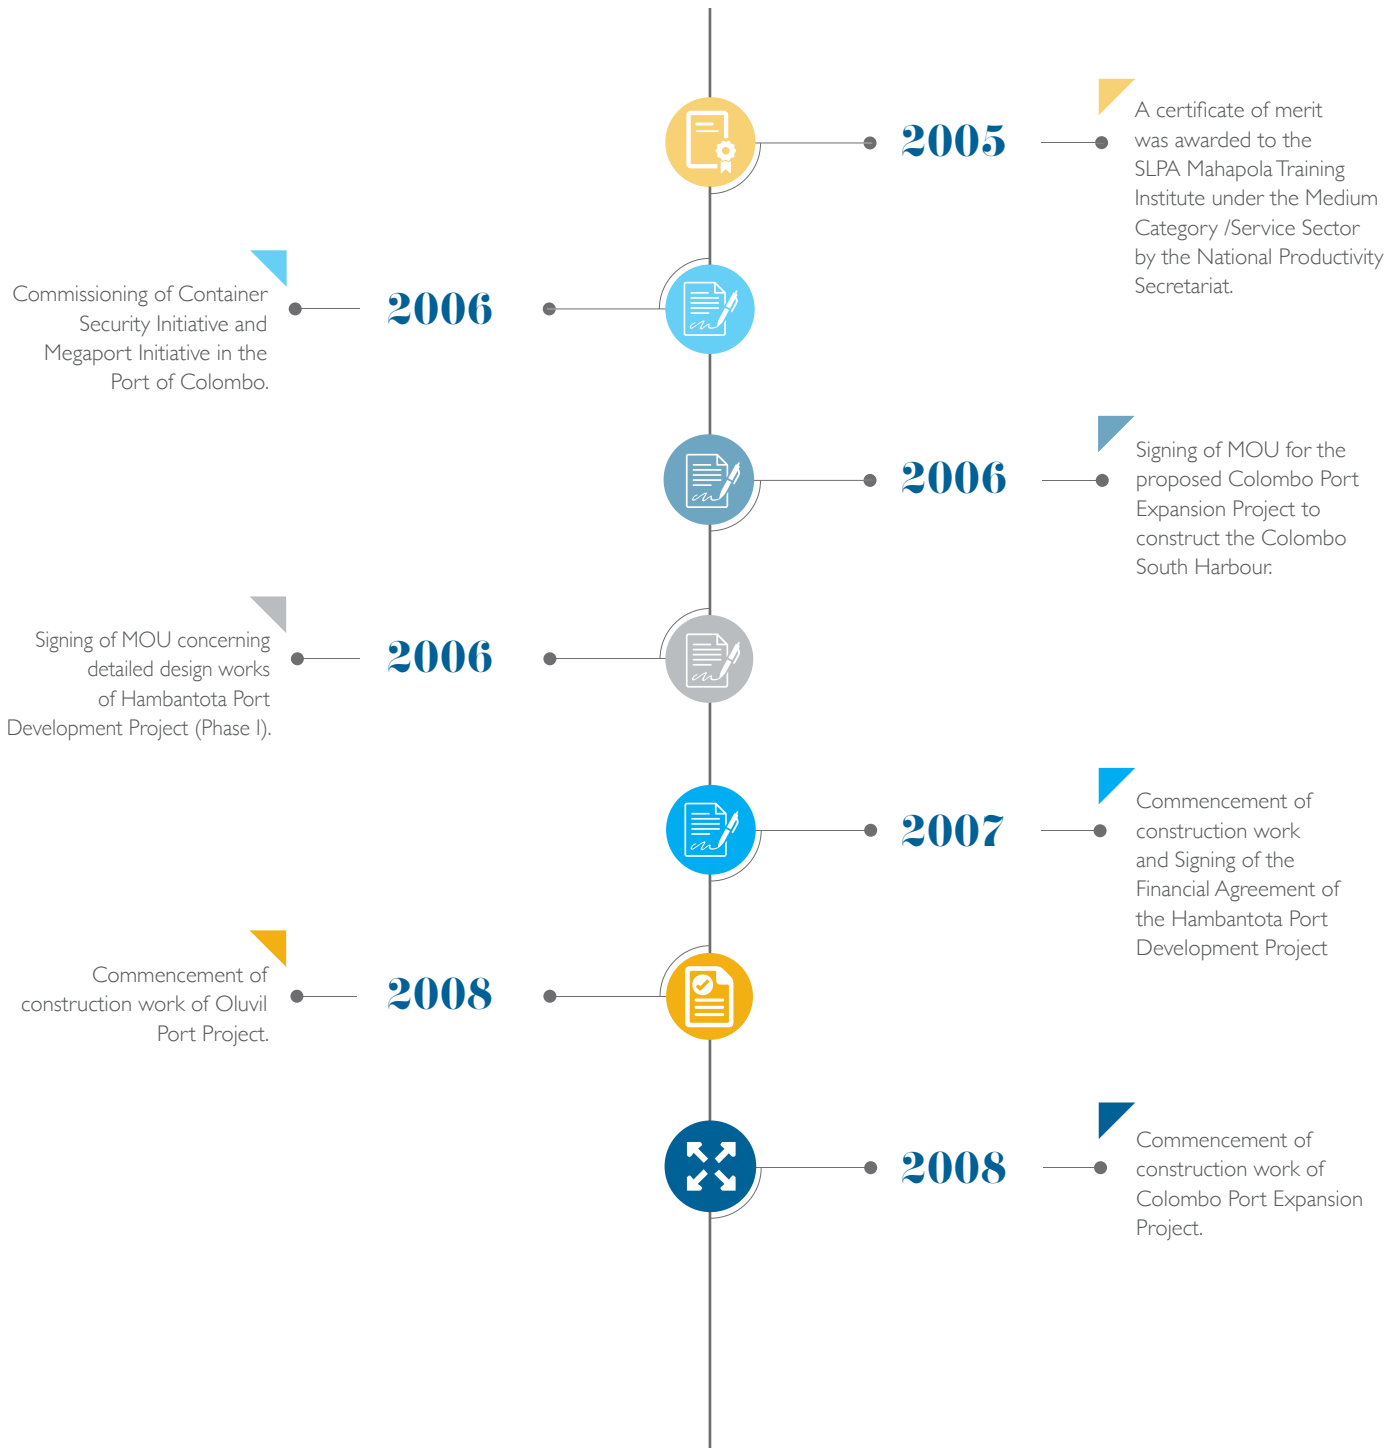 2005
A certificate of merit
was awarded to the
SLPA Mahapola Training
Institute under the Medium
Category /Service Sector
by the National Productivity
Secretariat.
2006
Commissioning of Container
Security Initiative and
Megaport Initiative in the
Port of Colombo.
2006
Signing of MOU for the
proposed Colombo Port
Expansion Project to
construct the Colombo
South Harbour.
2006
Signing of MOU concerning
detailed design works
of Hambantota Port
Development Project (Phase I).
2007
Commencement of
construction work
and Signing of the
Financial Agreement of
the Hambantota Port
Development Project
2008
Commencement of
construction work of Oluvil
Port Project.
2008
Commencement of
construction work of
Colombo Port Expansion
Project.